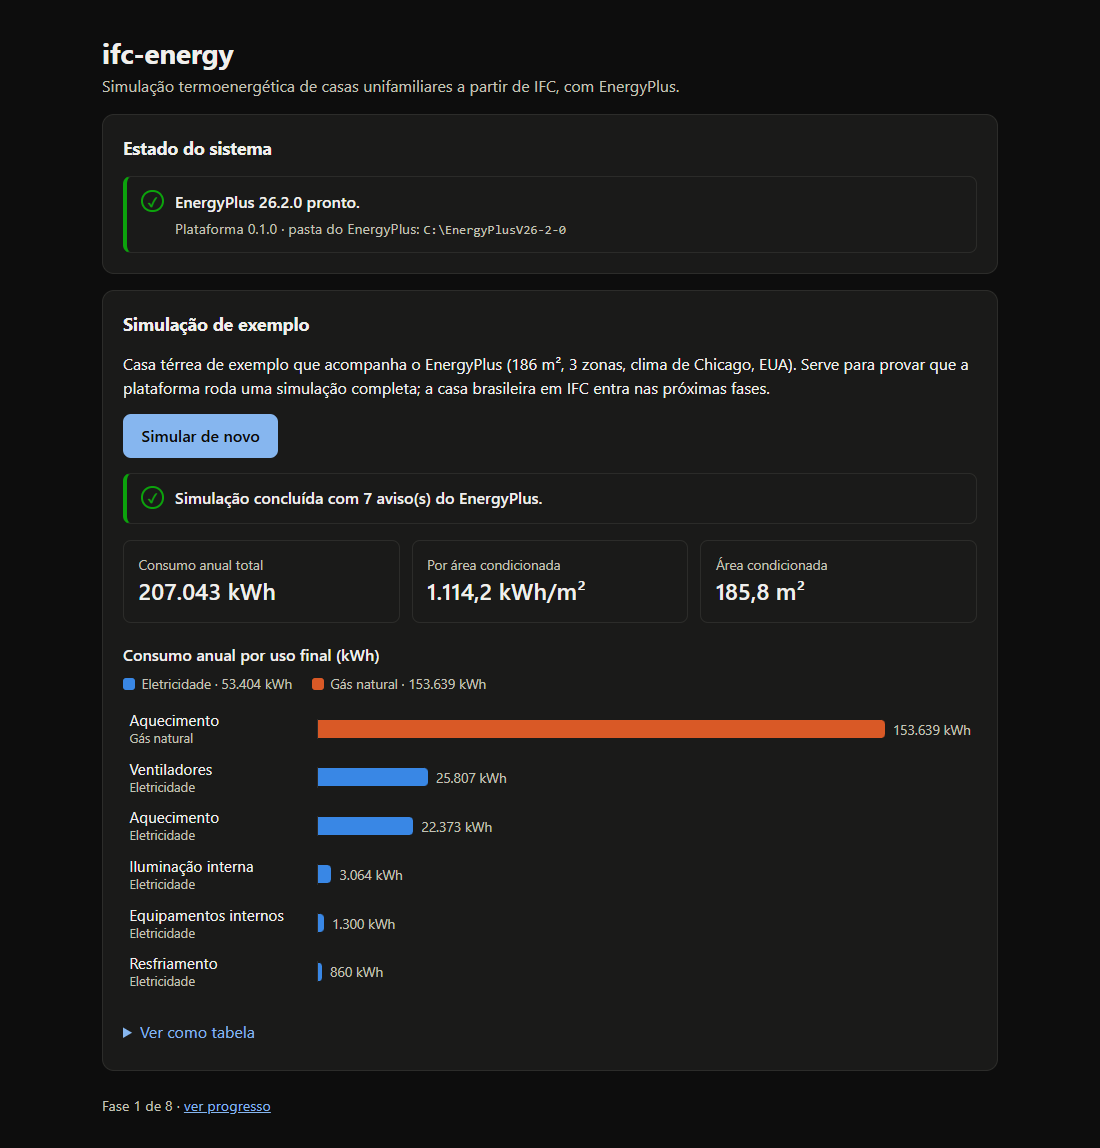 ifc-energy
Simulação termoenergética de casas unifamiliares a partir de IFC, com EnergyPlus.
Estado do sistema
EnergyPlus 26.2.0 pronto.
Plataforma 0.1.0 · pasta do EnergyPlus: C:\EnergyPlusV26-2-0
Simulação de exemplo
Casa térrea de exemplo que acompanha o EnergyPlus (186 m², 3 zonas, clima de Chicago, EUA). Serve para provar que a
plataforma roda uma simulação completa; a casa brasileira em IFC entra nas próximas fases.
Simular de novo
Simulação concluída com 7 aviso(s) do EnergyPlus.
Consumo anual total
207.043 kWh
Por área condicionada
1.114,2 kWh/m²
Área condicionada
185,8 m²
Consumo anual por uso final (kWh)
Eletricidade · 53.404 kWh
Gás natural · 153.639 kWh
Aquecimento
Gás natural
153.639 kWh
Ventiladores
Eletricidade
25.807 kWh
Aquecimento
Eletricidade
22.373 kWh
Iluminação interna
Eletricidade
3.064 kWh
Equipamentos internos
Eletricidade
1.300 kWh
Resfriamento
Eletricidade
860 kWh
Ver como tabela
Fase 1 de 8 · ver progresso